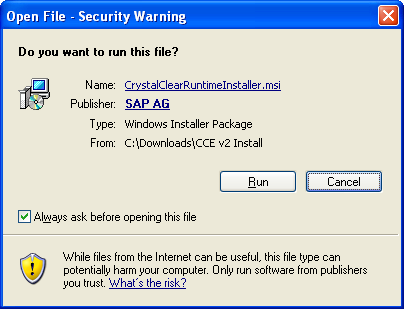 Open File - Security Warning
Do you want to run this file?
Name: CrystalClearRuntimeInstaller.msi
Publisher: SAP AG
Type: Windows Installer Package
From: C:\Downloads\CCE v2 Install
Run Cancel
Always ask before opening this file
While files from the Internet can be useful, this file type can
potentially harm your computer. Only run software from publishers
you trust. What's the risk?